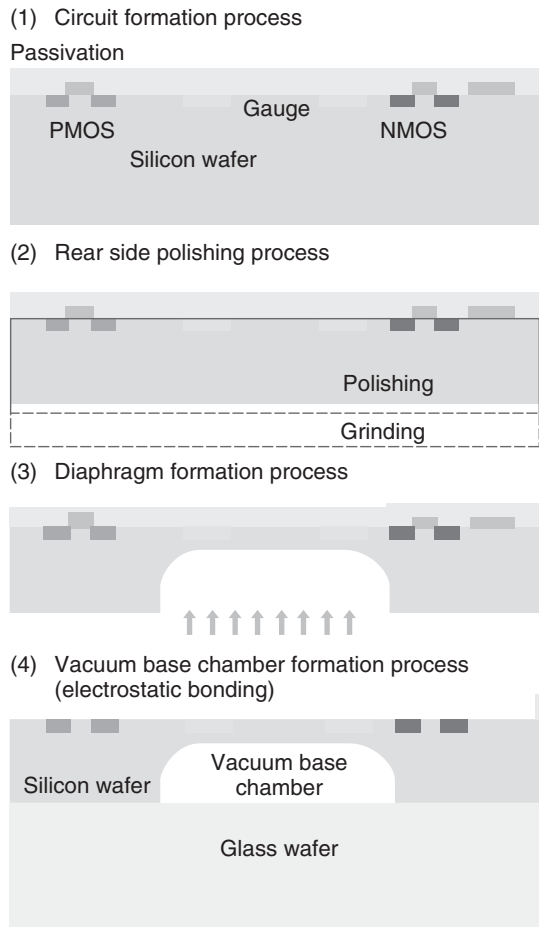 (1) Circuit formation process
Passivation
Gauge
PMOS
NMOS
Silicon wafer
(2) Rear side polishing process
Polishing
Grinding
(3) Diaphragm formation process
(4) Vacuum base chamber formation process
(electrostatic bonding)
Vacuum base
Silicon wafer
chamber
Glass wafer